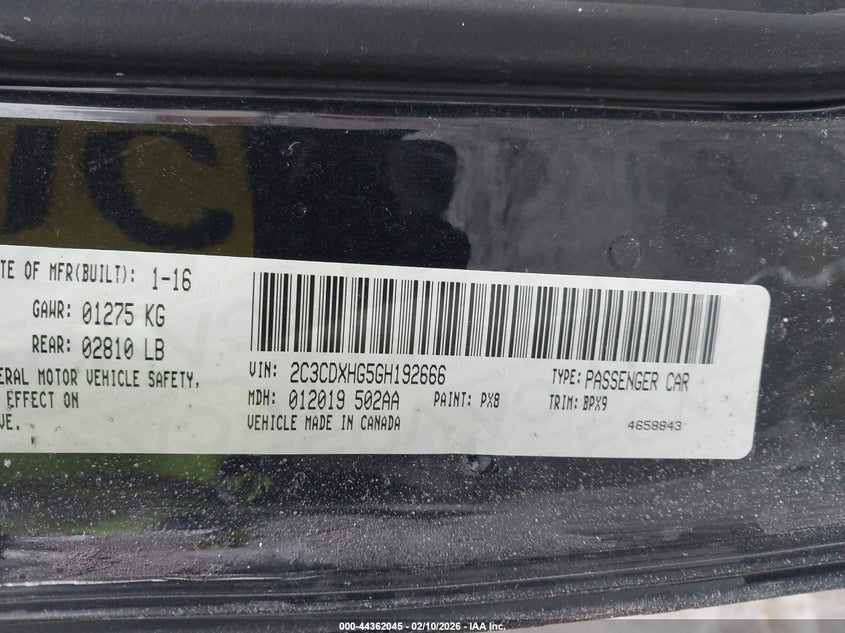 TE OF MFR(BUILT): 1-16
GAWR: 01275 KG
REAR: 02810 LB
ERAL MOTOR VEHICLE SAFETY,
EFFECT ON
VE.
VIN: 2C3CDXHG5GH192666
TYPE: PASSENGER CAR
MDH: 012019 502AA
PAINT: PX8
TRIM: BPX9
VEHICLE MADE IN CANADA
4658843
000-44362045 - 02/10/2026 - IAA Inc.